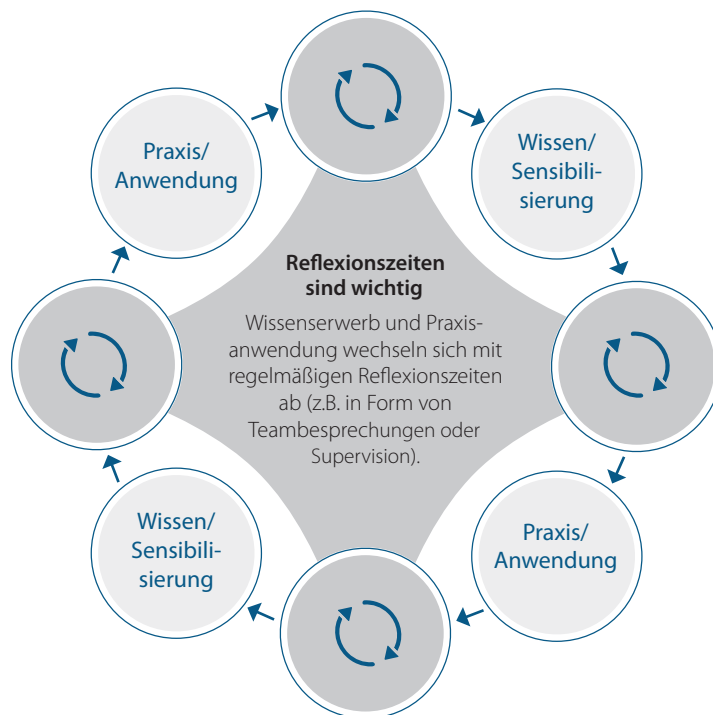 Praxis/
Anwendung
Wissen/
Sensibili-
sierung
Reflexionszeiten
sind wichtig
Wissenserwerb und Praxis-
anwendung wechseln sich mit
regelmäßigen Reflexionszeiten
ab (z.B. in Form von
Teambesprechungen oder
Supervision).
Wissen/
Sensibili-
sierung
Praxis/
Anwendung